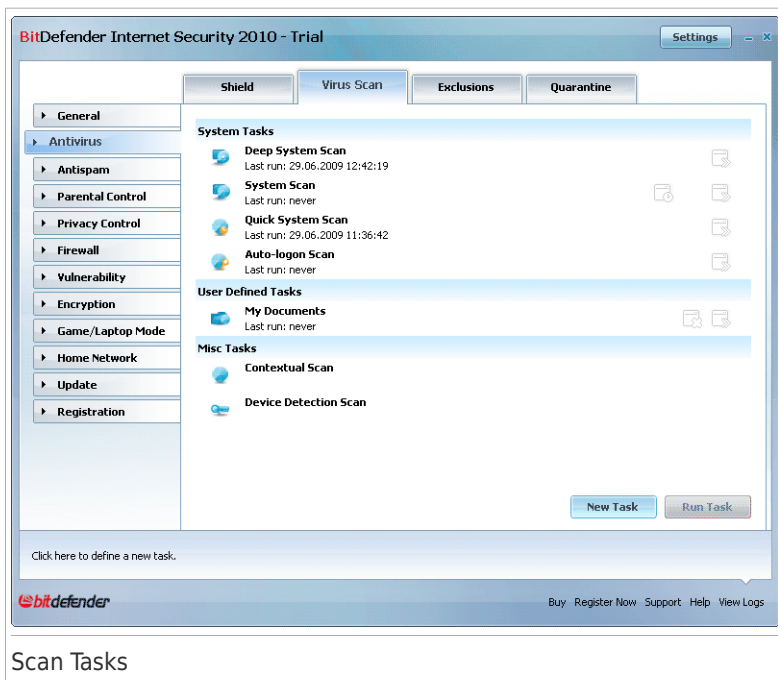 BitDefender Internet Security 2010 - Trial
Settings
Shield
Virus Scan
Exclusions
Quarantine
General
Antivirus
Antispam
Parental Control
Privacy Control
Firewall
Vulnerability
Encryption
Game/Laptop Mode
Home Network
Update
Registration
System Tasks
Deep System Scan
Last run: 29.06.2009 12:42:19
System Scan
Last run: never
Quick System Scan
Last run: 29.06.2009 11:36:42
Auto-logon Scan
Last run: never
User Defined Tasks
My Documents
Last run: never
Misc Tasks
Contextual Scan
Device Detection Scan
New Task
Run Task
Click here to define a new task.
bitdefender
Buy Register Now Support Help View Logs
Scan Tasks